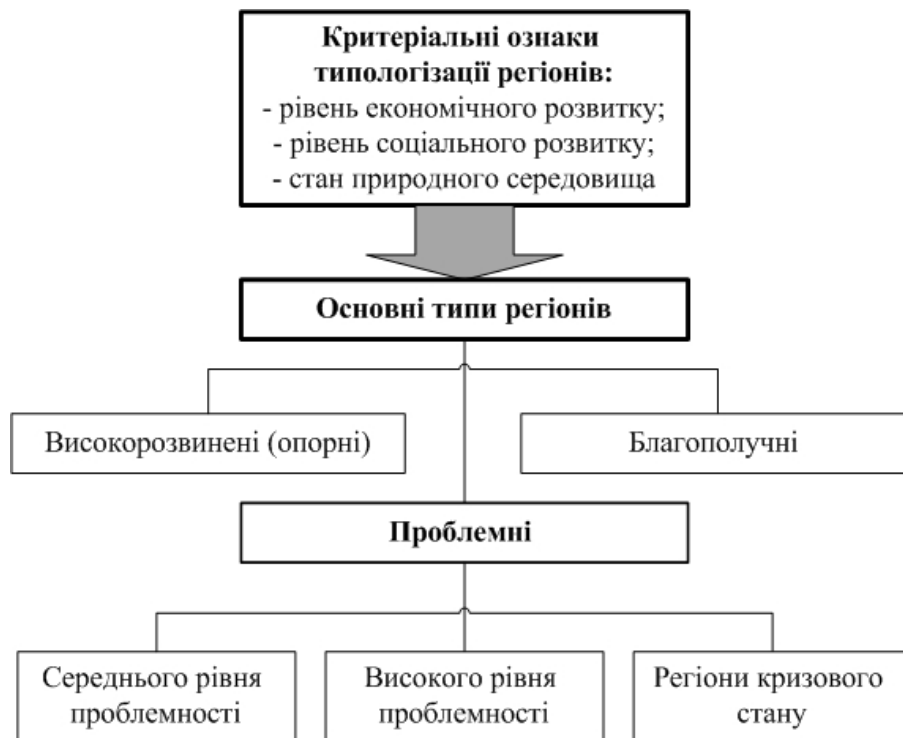 Критеріальні ознаки
типологізації регіонів:
- рівень економічного розвитку;
- рівень соціального розвитку;
- стан природного середовища
Основні типи регіонів
Високорозвинені (опорні)
Благополучні
Проблемні
Середнього рівня
проблемності
Високого рівня
проблемності
Регіони кризового
стану